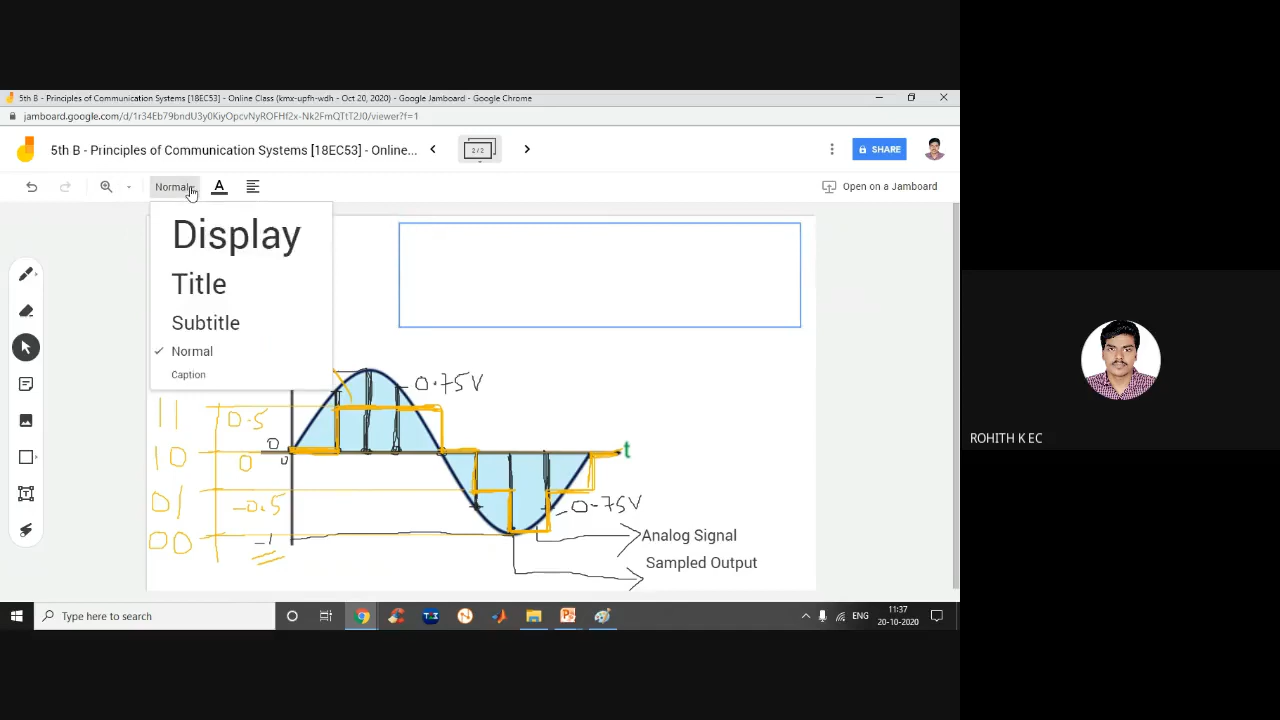 5th B - Principles of Communication Systems [18EC53] - Online Class (kmx-upfh-wdh - Oct 20, 2020) - Google Jamboard - Google Chrome
jamboard.google.com/d/1r34Eb79bndU3y0KiyOpcvNyROFHf2x-Nk2FmQTtT2J0/viewer?f=1
5th B - Principles of Communication Systems [18EC53] - Online...
2/2
SHARE
Normal
A
Open on a Jamboard
Display
Title
Subtitle
Normal
Caption
0.75V
11 0.5
0
10 0 0 t
01 -0.5 -0.75V
00 -1
Analog Signal
Sampled Output
ROHITH K EC
Type here to search
ENG
11:37
20-10-2020